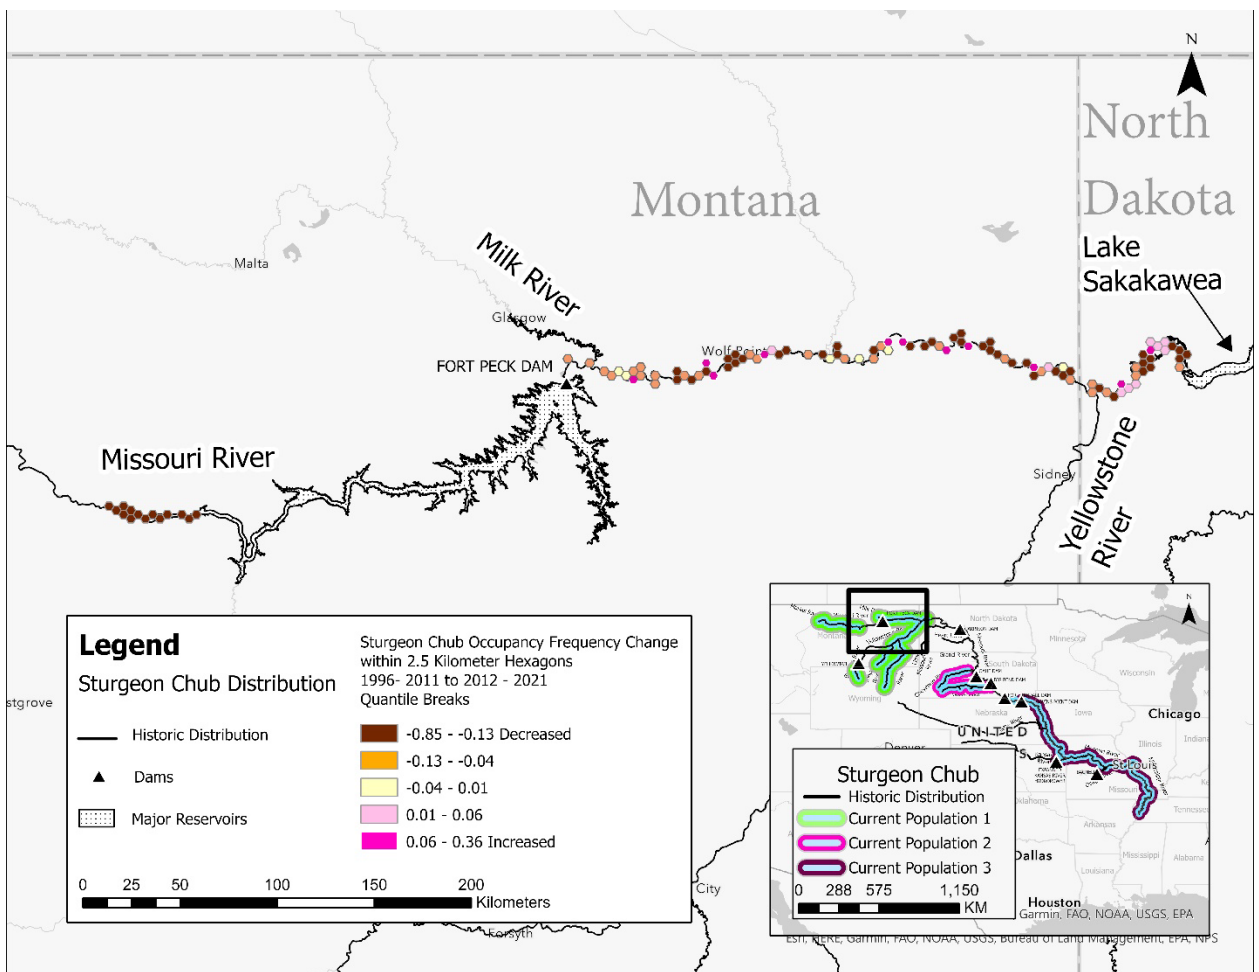 N
North
Dakota
Montana
Lake
Sakakawea
Milk River
Malta
Glasgow
Wolf Point
FORT PECK DAM
Missouri River
Sidney
Yellowstone
River
stgrove
City
Forsyth
Legend
Sturgeon Chub Distribution
Historic Distribution
Dams
Major Reservoirs
Sturgeon Chub Occupancy Frequency Change
within 2.5 Kilometer Hexagons
1996- 2011 to 2012 - 2021
Quantile Breaks
-0.85 - -0.13 Decreased
-0.13 - -0.04
-0.04 - 0.01
0.01 - 0.06
0.06 - 0.36 Increased
0 25 50 100 150 200
Kilometers
N
North Dakota
Minnesota
Montana
Grand River
South Dakota
Wisconsin
Wyoming
Nebraska
Iowa
Chicago
UNITED
Denver
Illinois
Indiana
St Louis
Missouri
Oklahoma
Tennessee
Arkansas
Dallas
Mississippi
Alabama
Louisiana
Houston
Sturgeon Chub
Historic Distribution
Current Population 1
Current Population 2
Current Population 3
0 288 575 1,150
KM
Garmin, FAO, NOAA, USGS, EPA
Esri, HERE, Garmin, FAO, NOAA, USGS, Bureau of Land Management, EPA, NPS